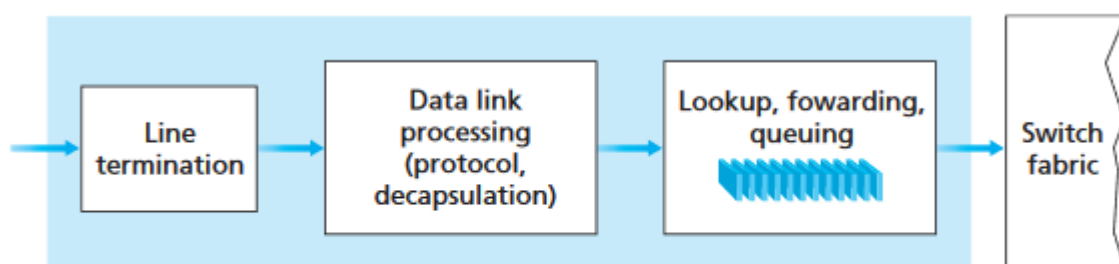 Line
termination
Data link
processing
(protocol,
decapsulation)
Lookup, fowarding,
queuing
Switch
fabric